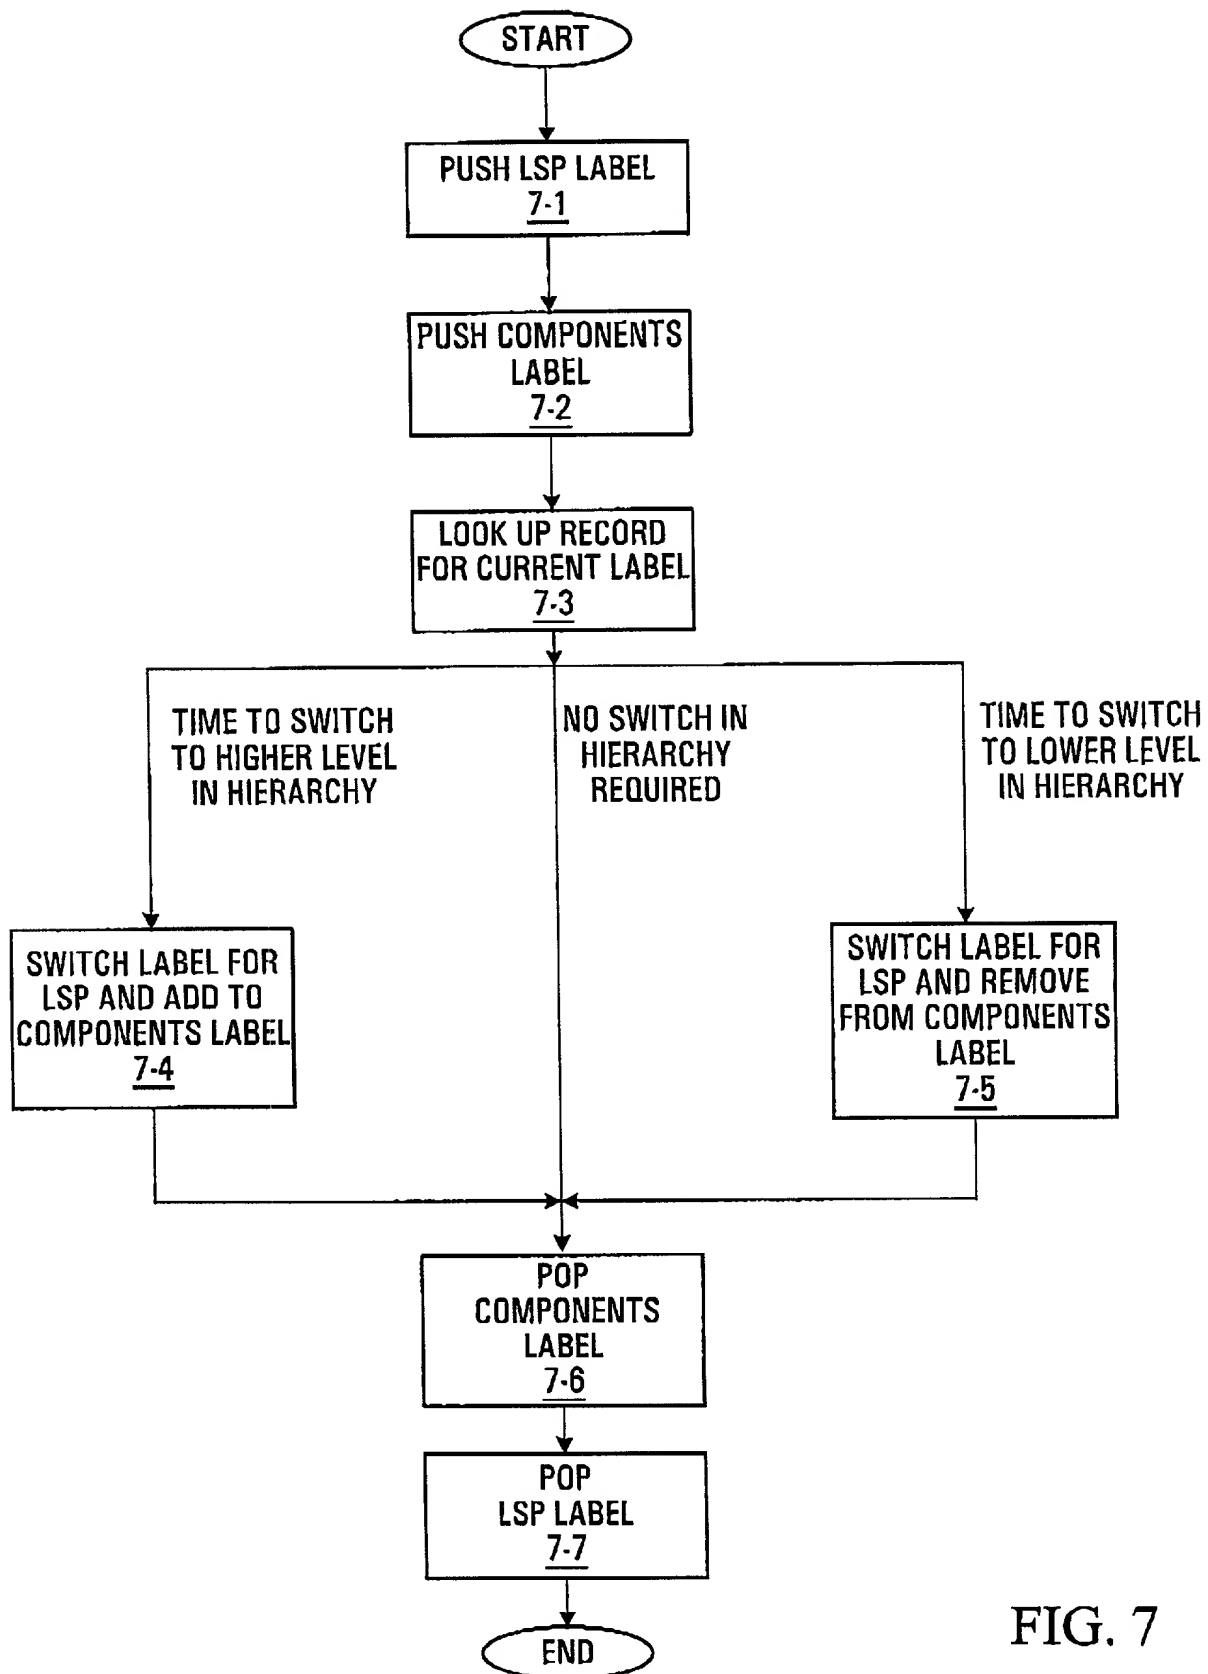 START
PUSH LSP LABEL
7-1
PUSH COMPONENTS
LABEL
7-2
LOOK UP RECORD
FOR CURRENT LABEL
7-3
TIME TO SWITCH
TO HIGHER LEVEL
IN HIERARCHY
NO SWITCH IN
HIERARCHY
REQUIRED
TIME TO SWITCH
TO LOWER LEVEL
IN HIERARCHY
SWITCH LABEL FOR
LSP AND ADD TO
COMPONENTS LABEL
7-4
SWITCH LABEL FOR
LSP AND REMOVE
FROM COMPONENTS
LABEL
7-5
POP
COMPONENTS
LABEL
7-6
POP
LSP LABEL
7-7
END
FIG. 7